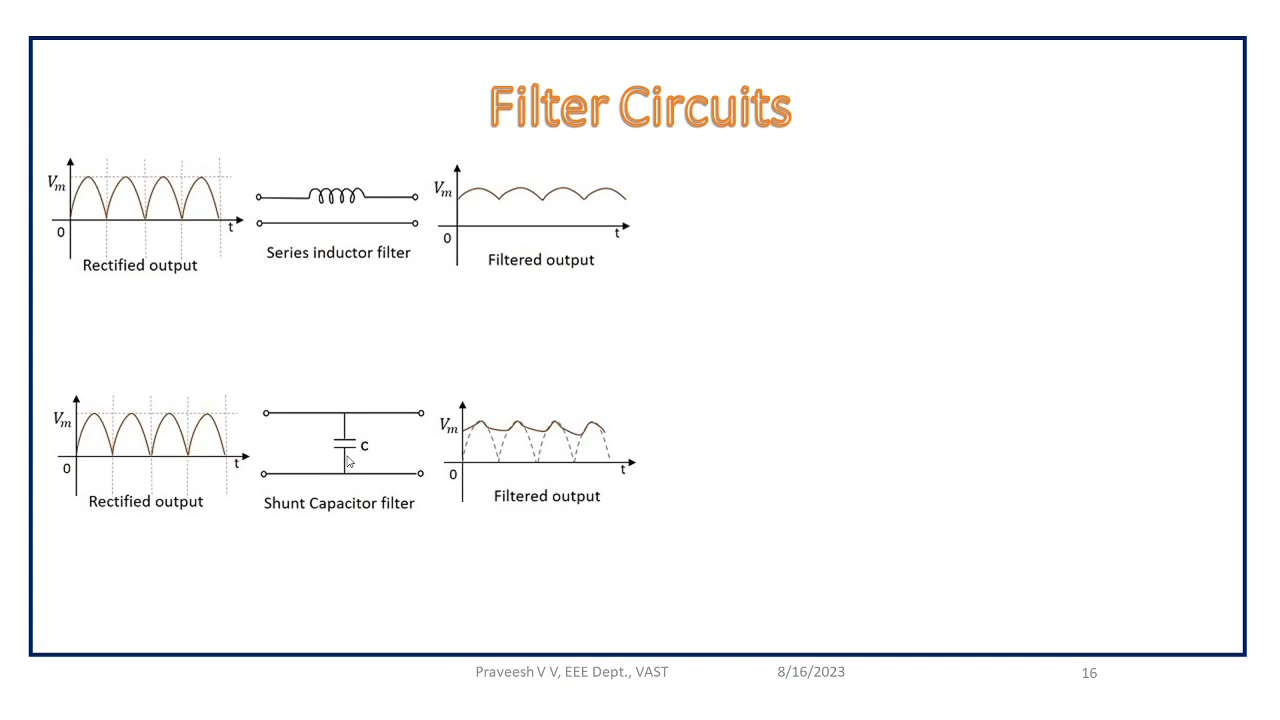 Filter Circuits
Vm
0
t
Rectified output
Series inductor filter
Vm
0
t
Filtered output
Vm
0
t
Rectified output
C
Shunt Capacitor filter
Vm
0
t
Filtered output
Praveesh V V, EEE Dept., VAST 8/16/2023 16